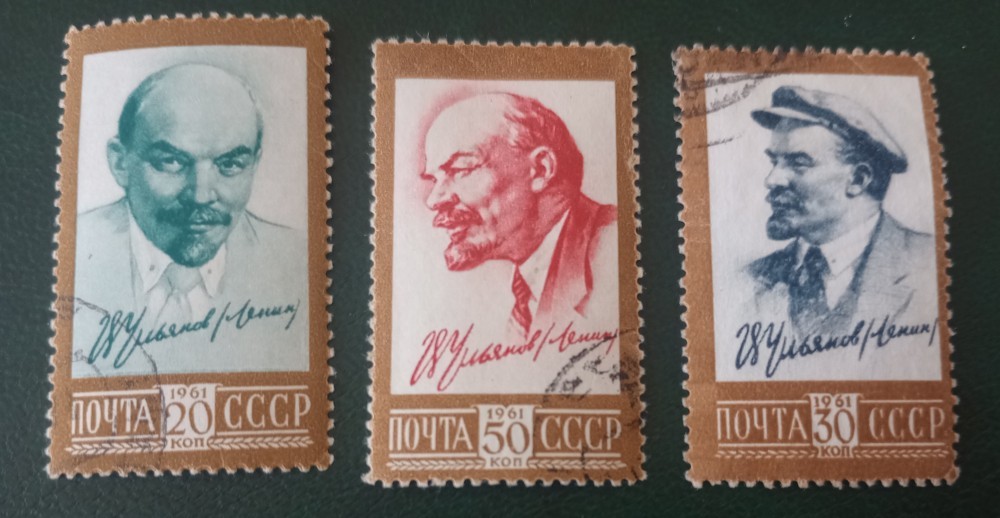 В Ульянов (Ленин)
1961
ПОЧТА 20 СССР
КОП
В Ульянов (Ленин)
1961
ПОЧТА 50 СССР
КОП
В Ульянов (Ленин)
1961
ПОЧТА 30 СССР
КОП